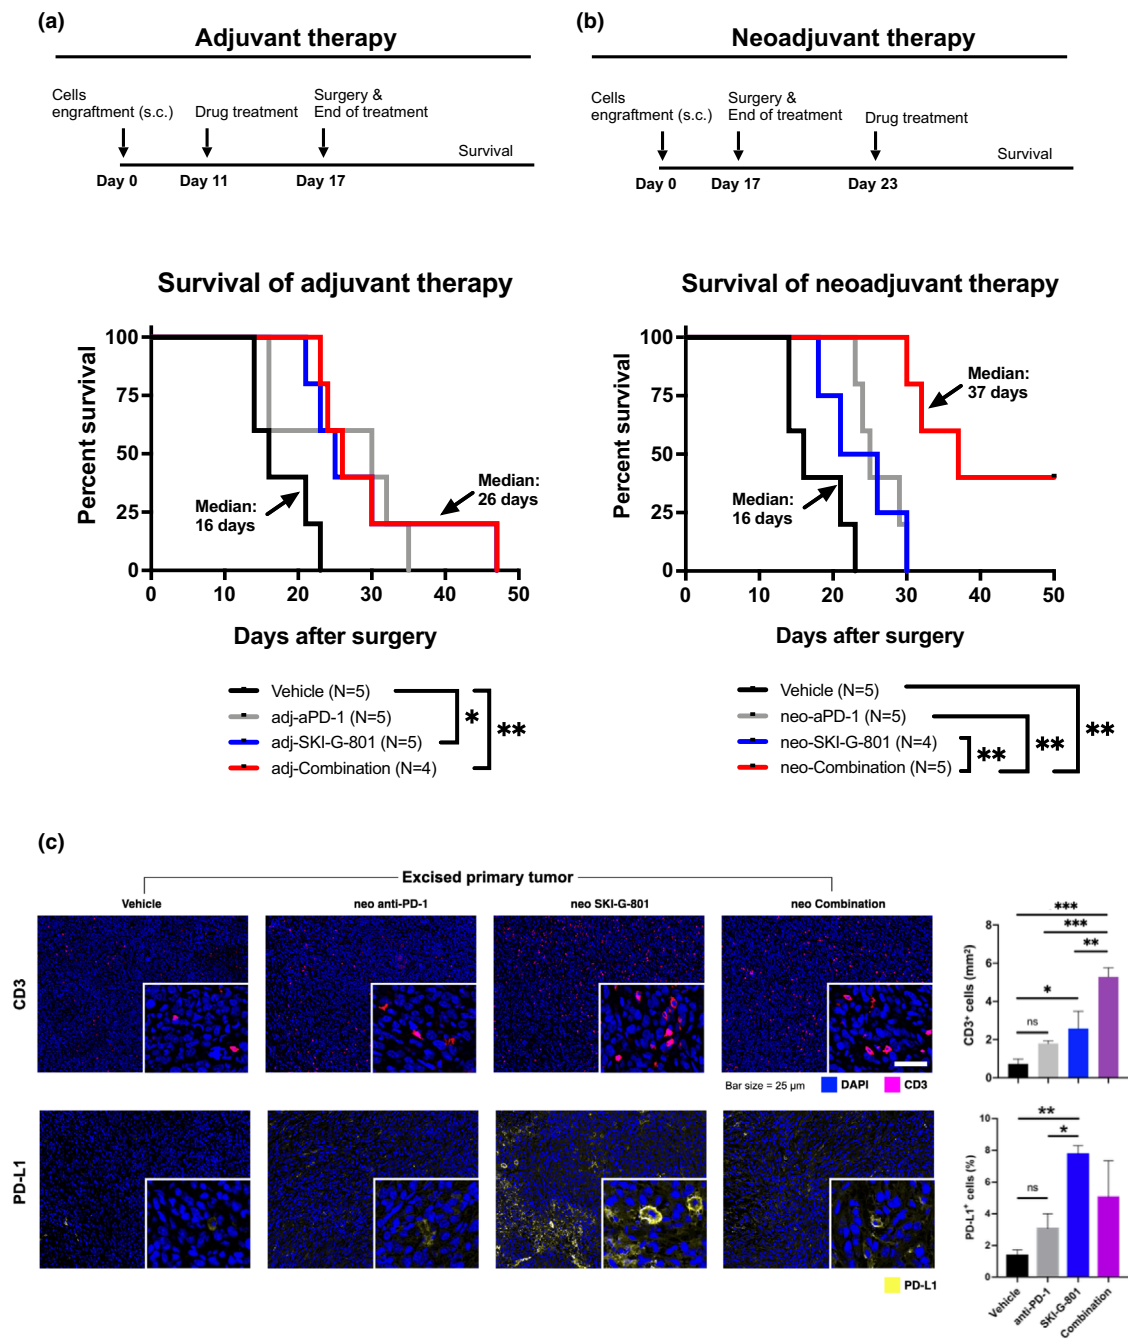 (a)
Adjuvant therapy
Cells
engraftment (s.c.)
Drug treatment
Surgery &
End of treatment
Survival
Day 0
Day 11
Day 17
Survival of adjuvant therapy
Percent survival
100
75
50
25
0
Median:
16 days
Median:
26 days
0
10
20
30
40
50
Days after surgery
Vehicle (N=5)
adj-aPD-1 (N=5)
adj-SKI-G-801 (N=5)
adj-Combination (N=4)
*
**
(b)
Neoadjuvant therapy
Cells
engraftment (s.c.)
Surgery &
End of treatment
Drug treatment
Survival
Day 0
Day 17
Day 23
Survival of neoadjuvant therapy
Percent survival
100
75
50
25
0
Median:
16 days
Median:
37 days
0
10
20
30
40
50
Days after surgery
Vehicle (N=5)
neo-aPD-1 (N=5)
neo-SKI-G-801 (N=4)
neo-Combination (N=5)
**
**
**
(c)
Excised primary tumor
Vehicle
neo anti-PD-1
neo SKI-G-801
neo Combination
CD3
Bar size = 25 µm
DAPI
CD3
PD-L1
PD-L1
CD3+ cells (mm²)
8
6
4
2
0
***
***
**
*
ns
PD-L1+ cells (%)
10
8
6
4
2
0
**
*
ns
Vehicle
anti-PD-1
SKI-G-801
Combination